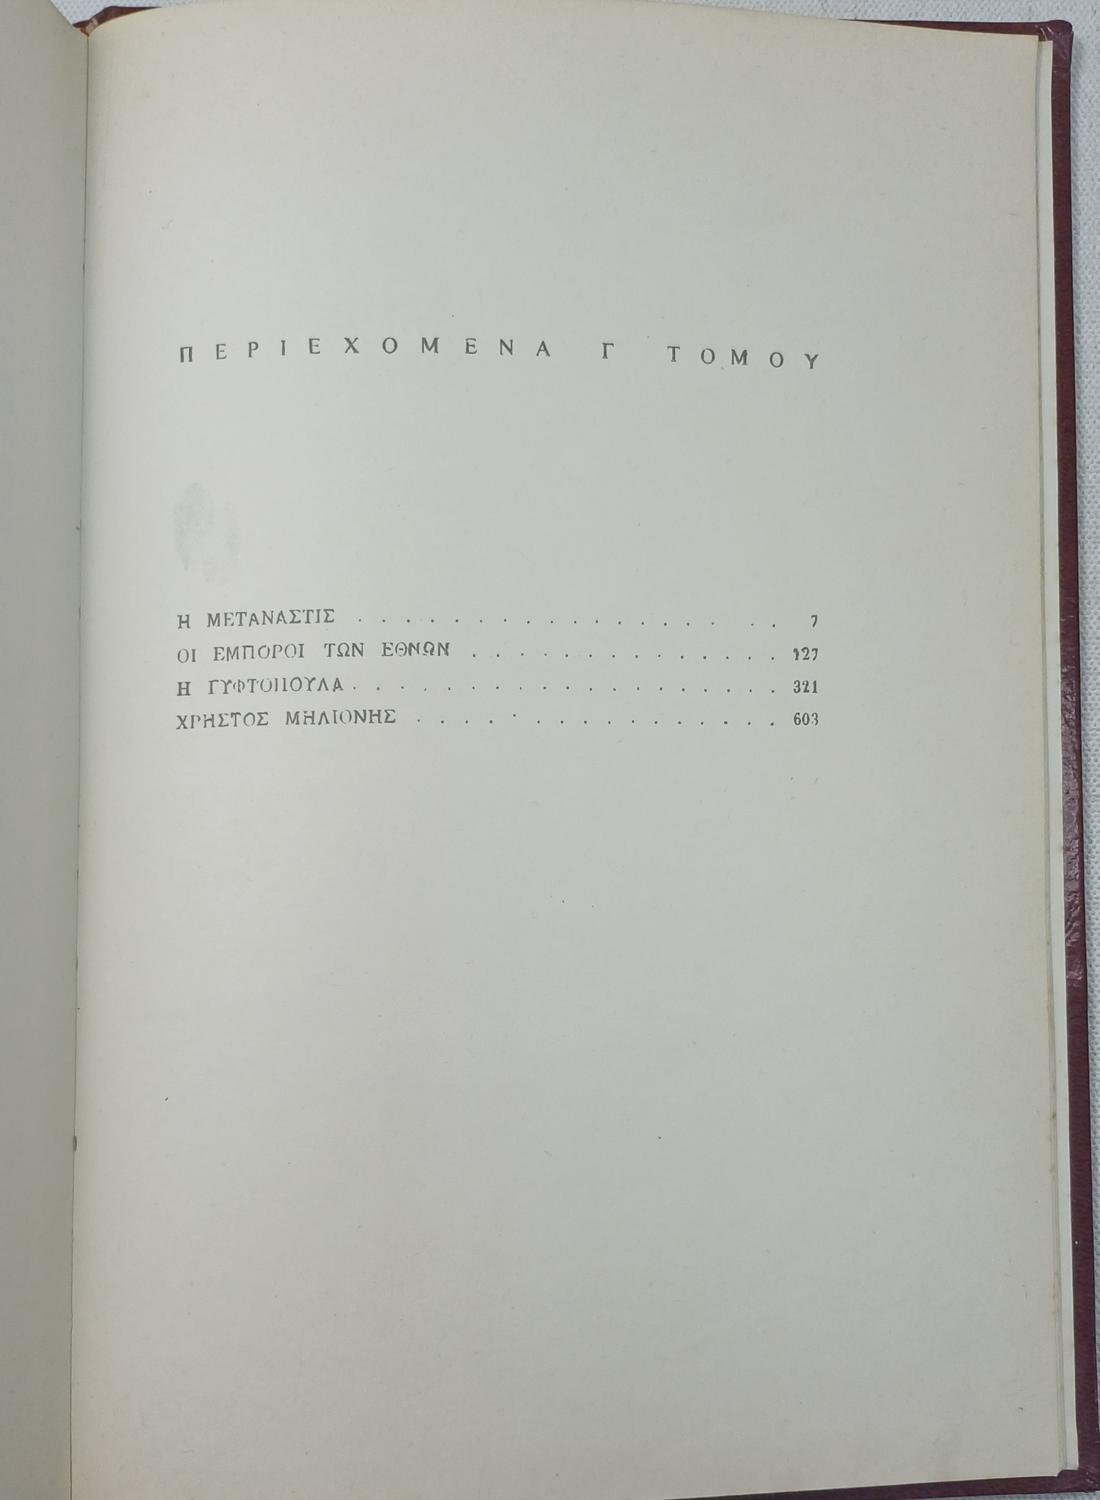 ΠΕΡΙΕΧΟΜΕΝΑ Γ ΤΟΜΟΥ
Η ΜΕΤΑΝΑΣΤΙΣ . . . . . . . . . . . . . . . . . 7
ΟΙ ΕΜΠΟΡΟΙ ΤΩΝ ΕΘΝΩΝ . . . . . . . . . . . . . 127
Η ΓΥΦΤΟΠΟΥΛΑ . . . . . . . . . . . . . . . . . . 321
ΧΡΗΣΤΟΣ ΜΗΛΙΟΝΗΣ . . . . . . . . . . . . . . . 603